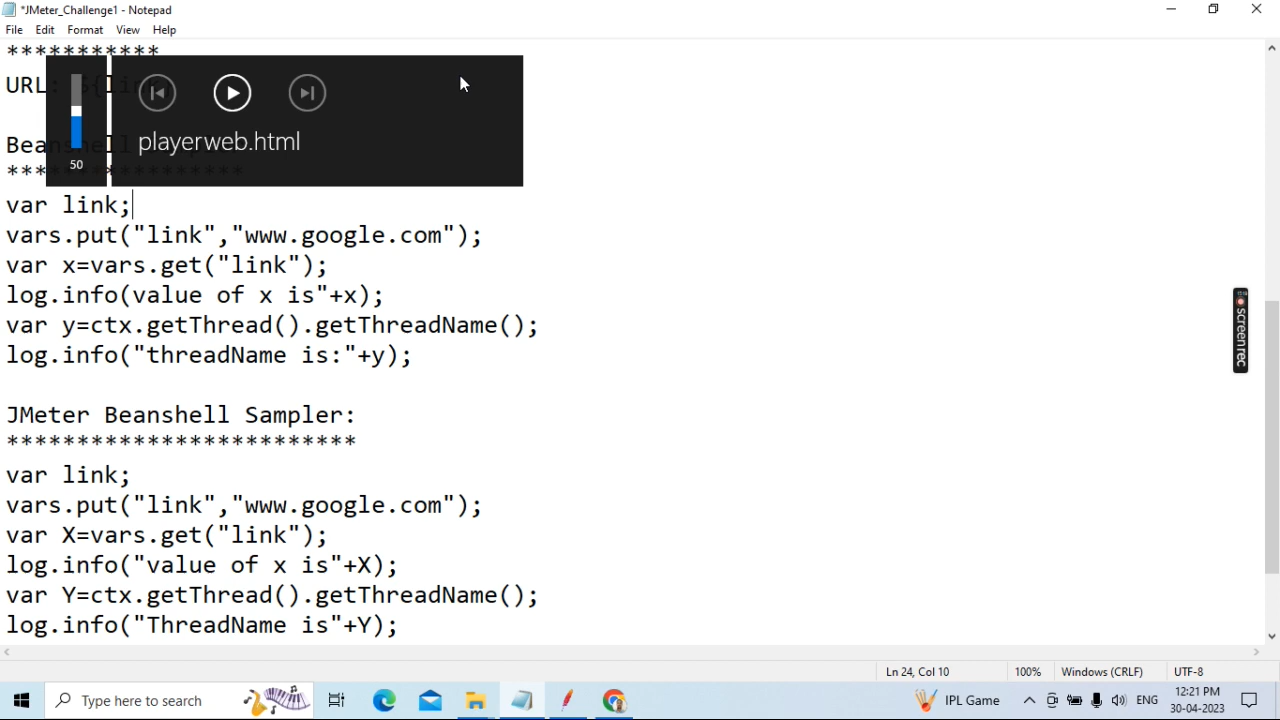 *JMeter_Challenge1 - Notepad
File Edit Format View Help
***********
URL: ${link}
playerweb.html
50
var link;
vars.put("link","www.google.com");
var x=vars.get("link");
log.info(value of x is"+x);
var y=ctx.getThread().getThreadName();
log.info("threadName is:"+y);
JMeter Beanshell Sampler:
*************************
var link;
vars.put("link","www.google.com");
var X=vars.get("link");
log.info("value of x is"+X);
var Y=ctx.getThread().getThreadName();
log.info("ThreadName is"+Y);
screenrec
Ln 24, Col 10 100% Windows (CRLF) UTF-8
Type here to search
IPL Game
ENG
12:21 PM
30-04-2023